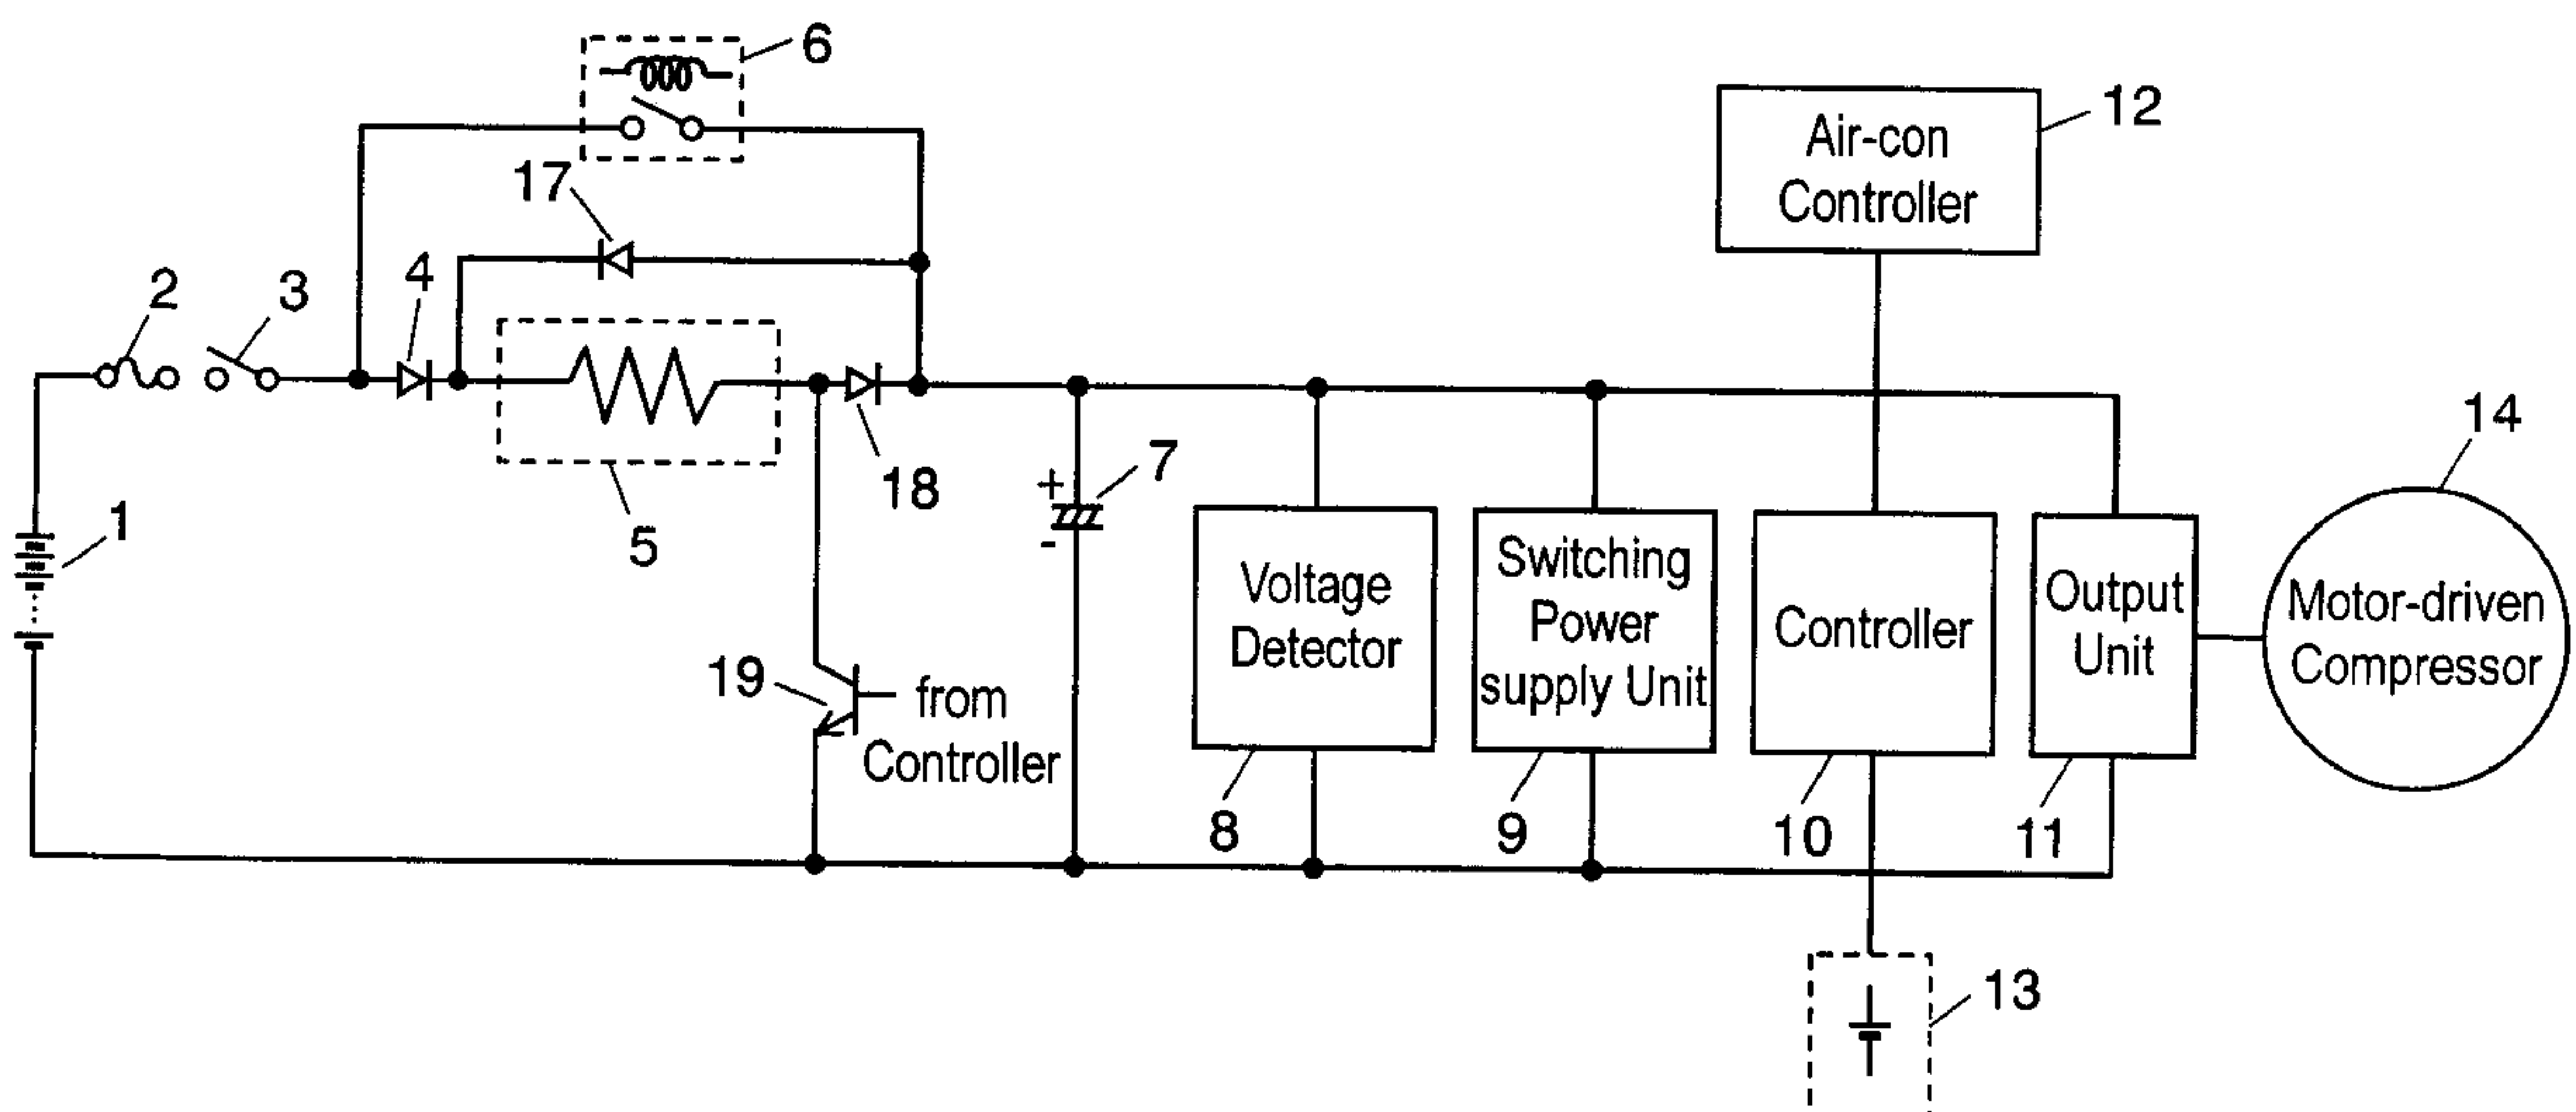 6
12
Air-con
Controller
17
2
3
4
14
18
+
7
-
1
5
Voltage
Detector
Switching
Power
supply Unit
Controller
Output
Unit
Motor-driven
Compressor
19
from
Controller
8
9
10
11
13